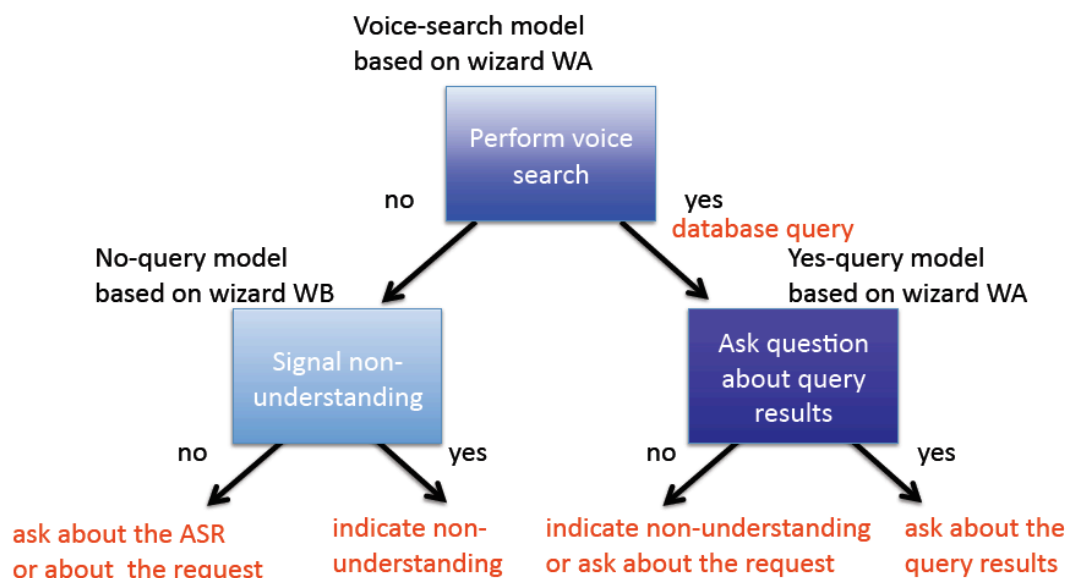 Voice-search model
based on wizard WA
Perform voice
search
no
yes
database query
No-query model
based on wizard WB
Yes-query model
based on wizard WA
Signal non-
understanding
Ask question
about query
results
no
yes
no
yes
ask about the ASR
or about the request
indicate non-
understanding
indicate non-understanding
or ask about the request
ask about the
query results